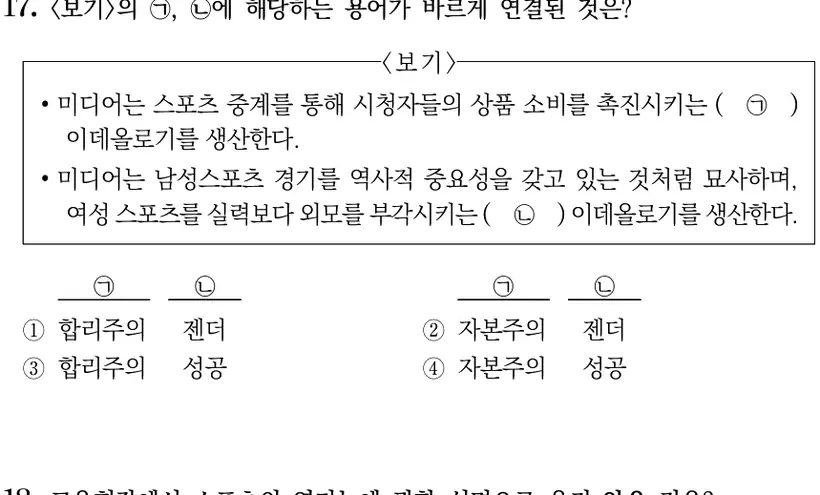 17. 〈보기〉의 ㉠, ㉡에 해당하는 용어가 바르게 연결된 것은?
〈보기〉
• 미디어는 스포츠 중계를 통해 시청자들의 상품 소비를 촉진시키는 ( ㉠ )
이데올로기를 생산한다.
• 미디어는 남성스포츠 경기를 역사적 중요성을 갖고 있는 것처럼 묘사하며,
여성 스포츠를 실력보다 외모를 부각시키는 ( ㉡ ) 이데올로기를 생산한다.
㉠ ㉡ ㉠ ㉡
① 합리주의 젠더 ② 자본주의 젠더
③ 합리주의 성공 ④ 자본주의 성공